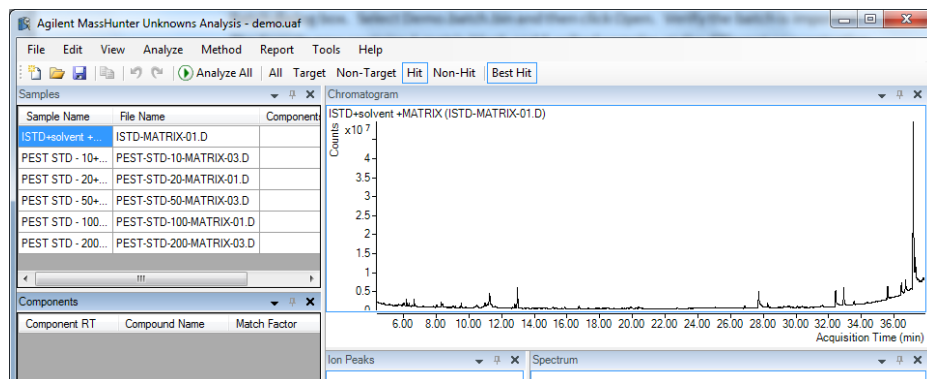 Agilent MassHunter Unknowns Analysis - demo.uaf
File Edit View Analyze Method Report Tools Help
Analyze All All Target Non-Target Hit Non-Hit Best Hit
Samples
Sample Name File Name Components
ISTD+solvent +... ISTD-MATRIX-01.D
PEST STD - 10+... PEST-STD-10-MATRIX-03.D
PEST STD - 20+... PEST-STD-20-MATRIX-01.D
PEST STD - 50+... PEST-STD-50-MATRIX-03.D
PEST STD - 100... PEST-STD-100-MATRIX-01.D
PEST STD - 200... PEST-STD-200-MATRIX-03.D
Components
Component RT Compound Name Match Factor
Chromatogram
ISTD+solvent +MATRIX (ISTD-MATRIX-01.D)
Counts
x10 7
4
3.5
3
2.5
2
1.5
1
0.5
0
6.00 8.00 10.00 12.00 14.00 16.00 18.00 20.00 22.00 24.00 26.00 28.00 30.00 32.00 34.00 36.00
Acquisition Time (min)
Ion Peaks
Spectrum